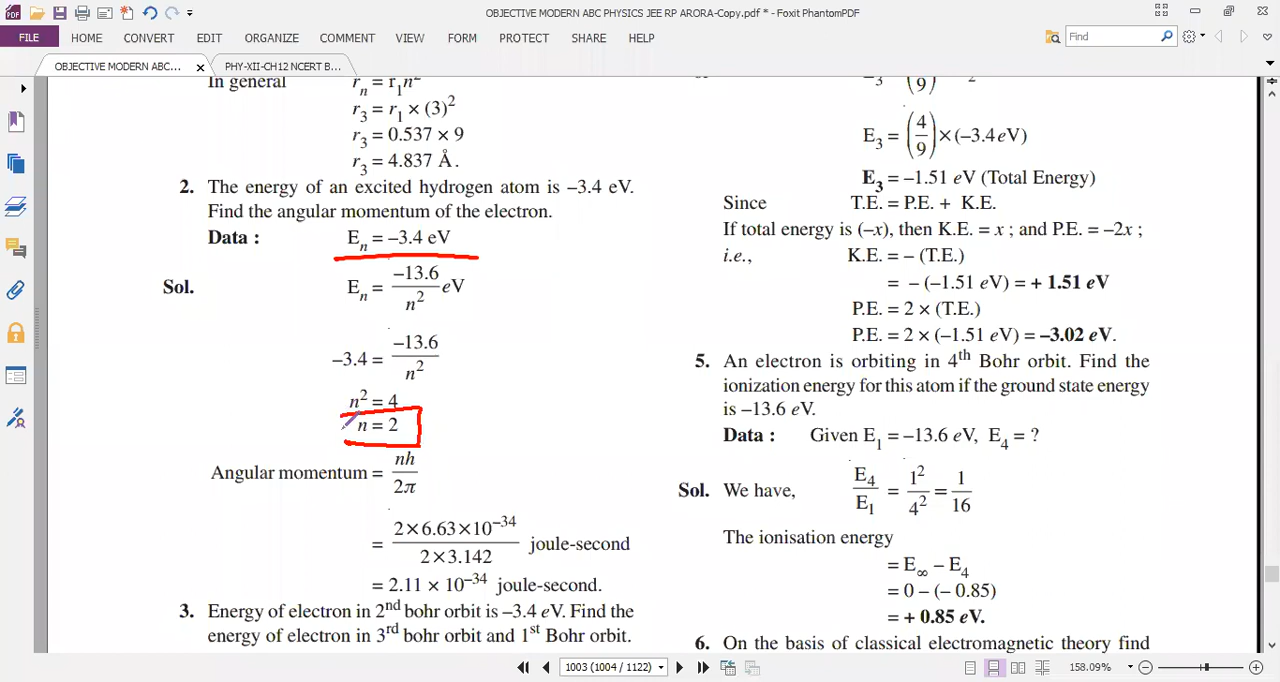 OBJECTIVE MODERN ABC PHYSICS JEE RP ARORA-Copy.pdf * - Foxit PhantomPDF
FILE HOME CONVERT EDIT ORGANIZE COMMENT VIEW FORM PROTECT SHARE HELP Find
OBJECTIVE MODERN ABC... PHY-XII-CH12 NCERT B...
In general rₙ = r₁n²
r₃ = r₁ × (3)²
r₃ = 0.537 × 9
r₃ = 4.837 Å.
2. The energy of an excited hydrogen atom is –3.4 eV.
Find the angular momentum of the electron.
Data : Eₙ = –3.4 eV
Sol. Eₙ = –13.6/n² eV
–3.4 = –13.6/n²
n² = 4
n = 2
Angular momentum = nh/2π
= 2×6.63×10⁻³⁴/2×3.142 joule-second
= 2.11 × 10⁻³⁴ joule-second.
3. Energy of electron in 2ⁿᵈ bohr orbit is –3.4 eV. Find the
energy of electron in 3ʳᵈ bohr orbit and 1ˢᵗ Bohr orbit.
E₃ = (4/9) × (–3.4 eV)
E₃ = –1.51 eV (Total Energy)
Since T.E. = P.E. + K.E.
If total energy is (–x), then K.E. = x ; and P.E. = –2x ;
i.e., K.E. = – (T.E.)
= – (–1.51 eV) = + 1.51 eV
P.E. = 2 × (T.E.)
P.E. = 2 × (–1.51 eV) = –3.02 eV.
5. An electron is orbiting in 4ᵗʰ Bohr orbit. Find the
ionization energy for this atom if the ground state energy
is –13.6 eV.
Data : Given E₁ = –13.6 eV, E₄ = ?
Sol. We have, E₄/E₁ = 1²/4² = 1/16
The ionisation energy
= E∞ – E₄
= 0 – (– 0.85)
= + 0.85 eV.
6. On the basis of classical electromagnetic theory find
1003 (1004 / 1122) 158.09%